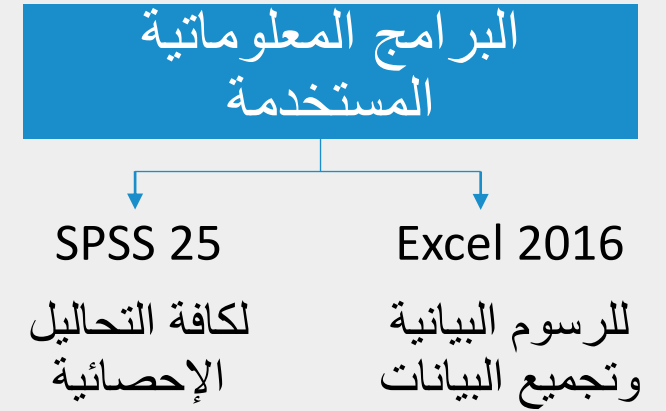 البرامج المعلوماتية
المستخدمة
Excel 2016
للرسوم البيانية
وتجميع البيانات
SPSS 25
لكافة التحاليل
الإحصائية